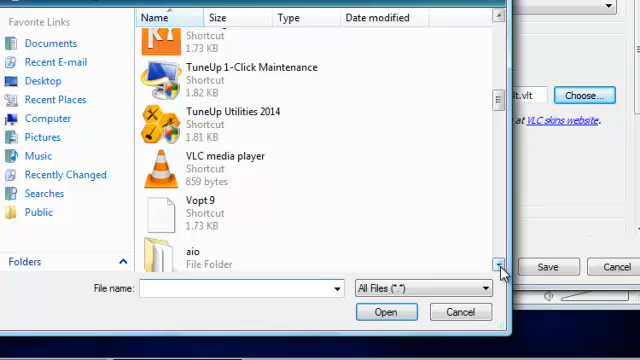 Favorite Links
Documents
Recent E-mail
Desktop
Recent Places
Computer
Pictures
Music
Recently Changed
Searches
Public
Folders
Name Size Type Date modified
Shortcut
1.73 KB
TuneUp 1-Click Maintenance
Shortcut
1.82 KB
TuneUp Utilities 2014
Shortcut
1.81 KB
VLC media player
Shortcut
859 bytes
Vopt 9
Shortcut
1.73 KB
aio
File Folder
File name:
All Files (*.*)
Open Cancel
lt.vlt Choose...
at VLC skins website.
Save Cancel